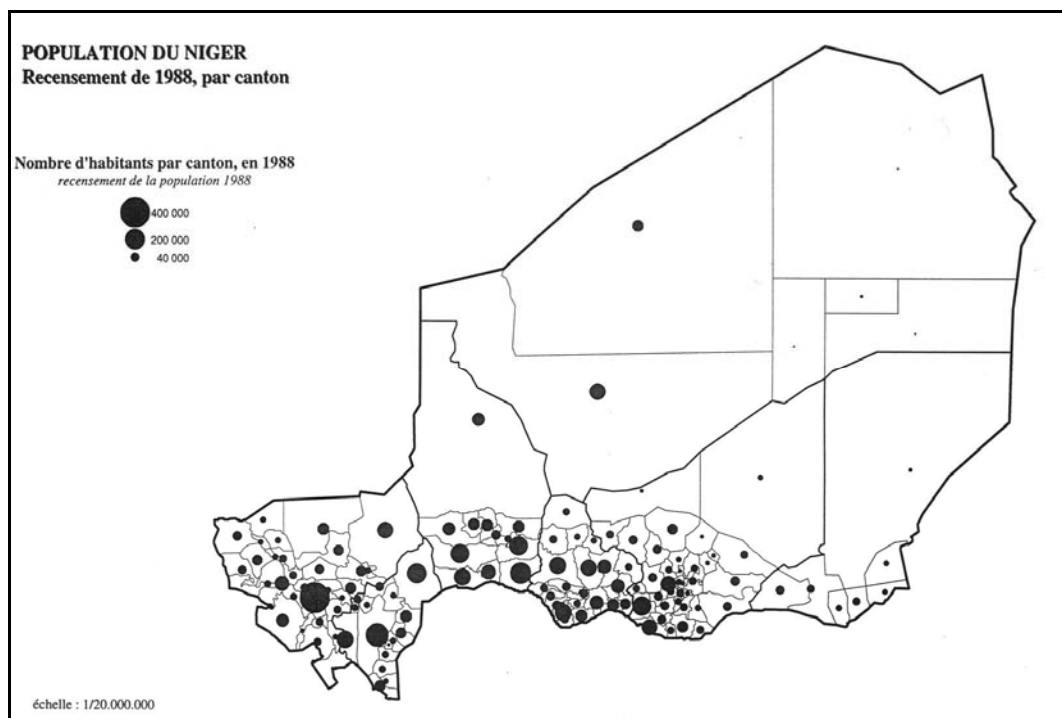 POPULATION DU NIGER
Recensement de 1988, par canton
Nombre d'habitants par canton, en 1988
recensement de la population 1988
400 000
200 000
40 000
échelle : 1/20.000.000